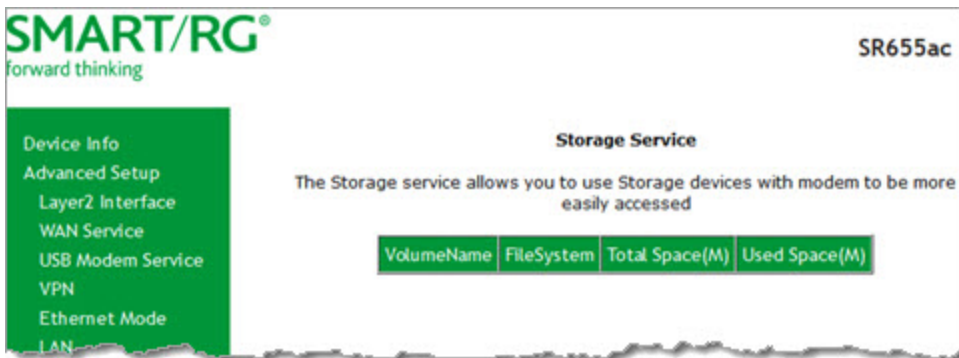 SMART/RG®
forward thinking
SR655ac
Device Info
Advanced Setup
Layer2 Interface
WAN Service
USB Modem Service
VPN
Ethernet Mode
LAN
Storage Service
The Storage service allows you to use Storage devices with modem to be more
easily accessed
VolumeName FileSystem Total Space(M) Used Space(M)